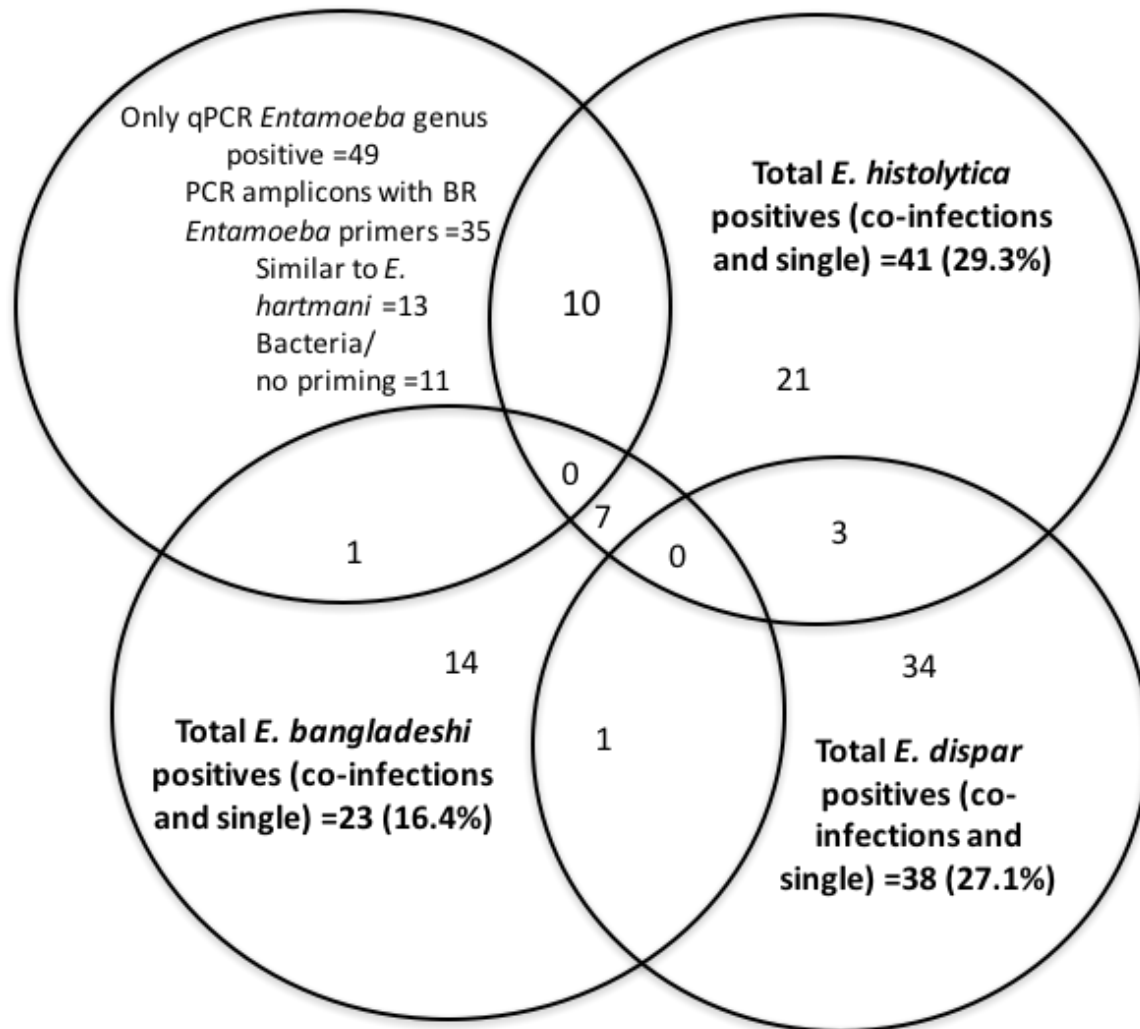 Only qPCR Entamoeba genus
positive =49
PCR amplicons with BR
Entamoeba primers =35
Similar to E.
hartmani =13
Bacteria/
no priming =11
Total E. histolytica
positives (co-infections
and single) =41 (29.3%)
10
21
0
7
0
3
1
14
34
Total E. bangladeshi
positives (co-infections
and single) =23 (16.4%)
1
Total E. dispar
positives (co-
infections and
single) =38 (27.1%)